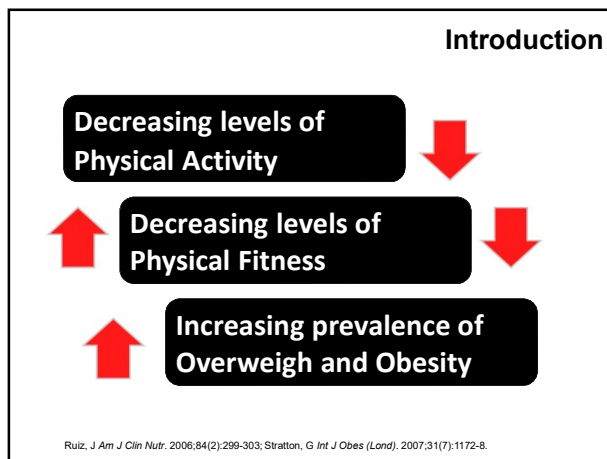 Introduction
Decreasing levels of
Physical Activity
Decreasing levels of
Physical Fitness
Increasing prevalence of
Overweigh and Obesity
Ruiz, J Am J Clin Nutr. 2006;84(2):299-303; Stratton, G Int J Obes (Lond). 2007;31(7):1172-8.